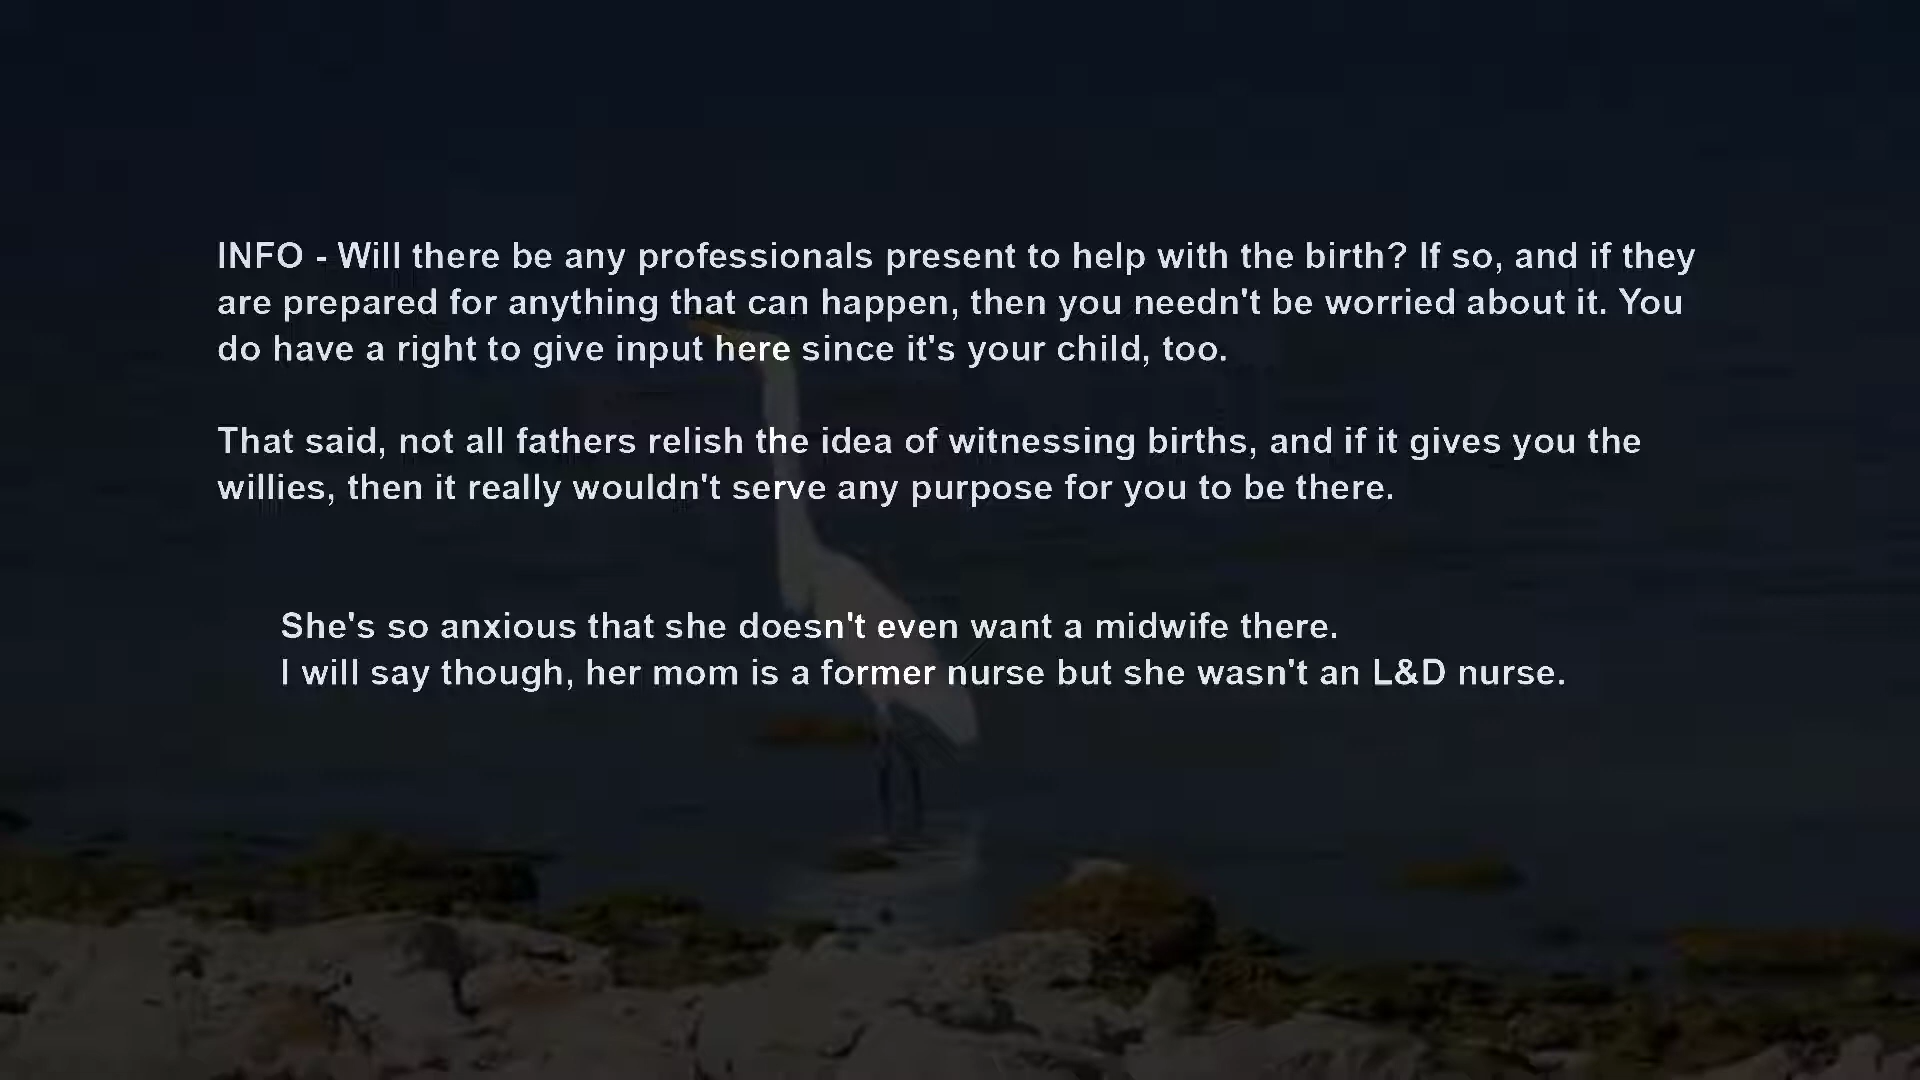 INFO - Will there be any professionals present to help with the birth? If so, and if they
are prepared for anything that can happen, then you needn't be worried about it. You
do have a right to give input here since it's your child, too.
That said, not all fathers relish the idea of witnessing births, and if it gives you the
willies, then it really wouldn't serve any purpose for you to be there.
She's so anxious that she doesn't even want a midwife there.
I will say though, her mom is a former nurse but she wasn't an L&D nurse.